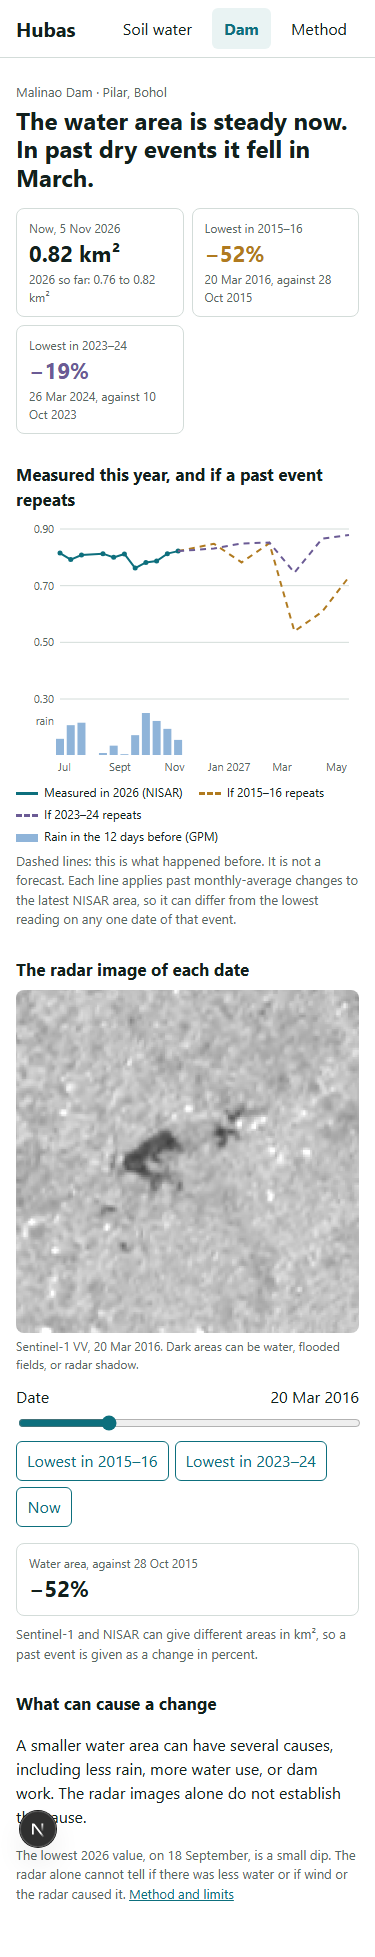 Hubas
Soil water
Dam
Method
Malinao Dam · Pilar, Bohol
The water area is steady now.
In past dry events it fell in
March.
Now, 5 Nov 2026
0.82 km²
2026 so far: 0.76 to 0.82
km²
Lowest in 2015–16
−52%
20 Mar 2016, against 28
Oct 2015
Lowest in 2023–24
−19%
26 Mar 2024, against 10
Oct 2023
Measured this year, and if a past event
repeats
0.90
0.70
0.50
0.30
rain
Jul
Sept
Nov
Jan 2027
Mar
May
Measured in 2026 (NISAR)
If 2015–16 repeats
If 2023–24 repeats
Rain in the 12 days before (GPM)
Dashed lines: this is what happened before. It is not a
forecast. Each line applies past monthly-average changes to
the latest NISAR area, so it can differ from the lowest
reading on any one date of that event.
The radar image of each date
Sentinel-1 VV, 20 Mar 2016. Dark areas can be water, flooded
fields, or radar shadow.
Date
20 Mar 2016
Lowest in 2015–16
Lowest in 2023–24
Now
Water area, against 28 Oct 2015
−52%
Sentinel-1 and NISAR can give different areas in km², so a
past event is given as a change in percent.
What can cause a change
A smaller water area can have several causes,
including less rain, more water use, or dam
work. The radar images alone do not establish
N
The lowest 2026 value, on 18 September, is a small dip. The
radar alone cannot tell if there was less water or if wind or
the radar caused it. Method and limits